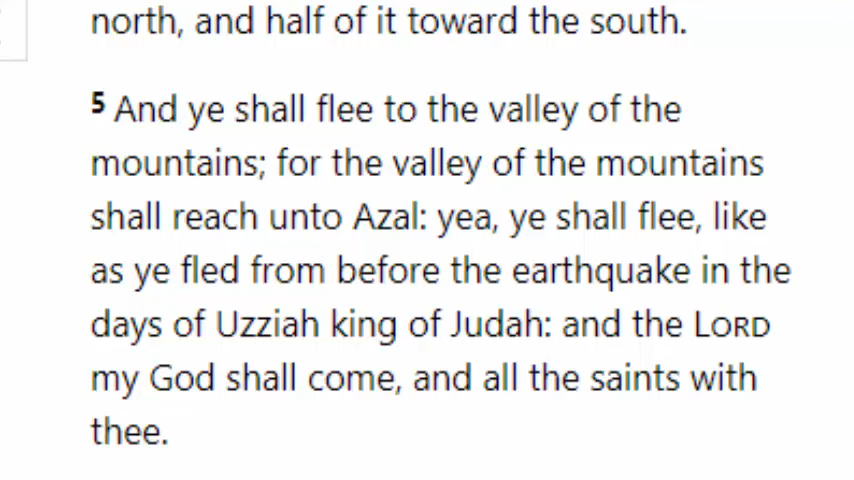 north, and half of it toward the south.
5 And ye shall flee to the valley of the
mountains; for the valley of the mountains
shall reach unto Azal: yea, ye shall flee, like
as ye fled from before the earthquake in the
days of Uzziah king of Judah: and the LORD
my God shall come, and all the saints with
thee.